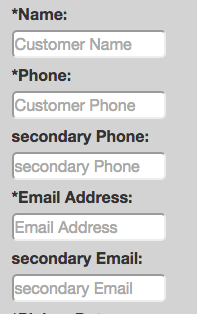 *Name:
Customer Name
*Phone:
Customer Phone
secondary Phone:
secondary Phone
*Email Address:
Email Address
secondary Email:
secondary Email